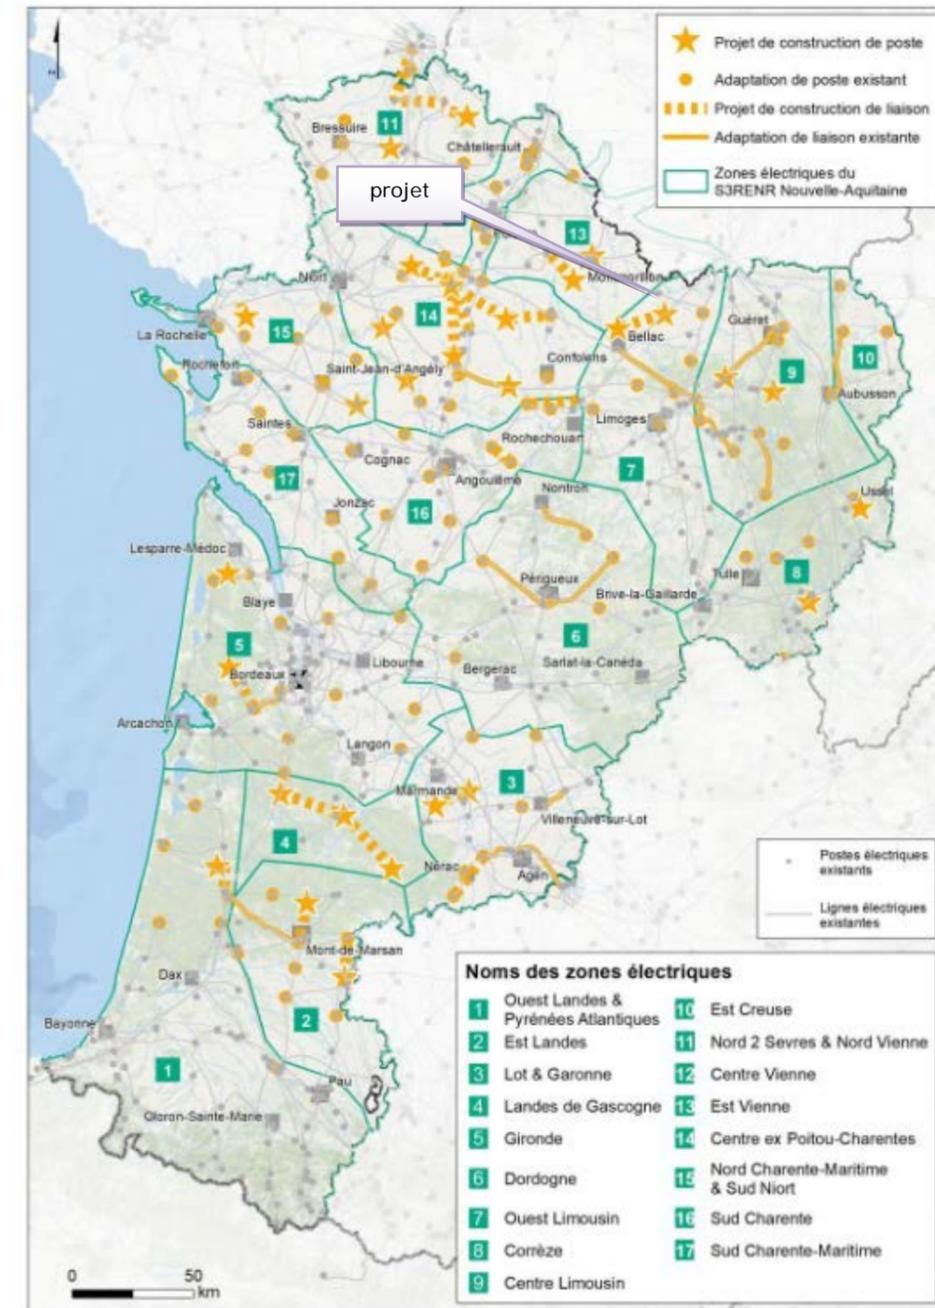 Projet de construction de poste
Adaptation de poste existant
Projet de construction de liaison
Adaptation de liaison existante
Zones électriques du
S3RENR Nouvelle-Aquitaine
11
Bressuire
Châtellerault
projet
13
Montmorillon
Niort
14
Guéret
La Rochelle
15
Bellac
10
Confolens
9
Rochefort
Saint-Jean-d'Angély
Aubusson
Saintes
Limoges
Rochechouart
Cognac
7
17
Angoulême
Ussel
16
Nontron
Jonzac
Lesparre-Médoc
Périgueux
Tulle
8
Blaye
Brive-la-Gaillarde
5
6
Libourne
Bergerac
Sarlat-la-Canéda
Bordeaux
Arcachon
Langon
3
Marmande
Villeneuve-sur-Lot
4
Nérac
Agen
Postes électriques
existants
Lignes électriques
existantes
Mont-de-Marsan
Dax
2
Bayonne
1
Pau
Oloron-Sainte-Marie
0 50
km
Noms des zones électriques
1 Ouest Landes &
Pyrénées Atlantiques
2 Est Landes
3 Lot & Garonne
4 Landes de Gascogne
5 Gironde
6 Dordogne
7 Ouest Limousin
8 Corrèze
9 Centre Limousin
10 Est Creuse
11 Nord 2 Sevres & Nord Vienne
12 Centre Vienne
13 Est Vienne
14 Centre ex Poitou-Charentes
15 Nord Charente-Maritime
& Sud Niort
16 Sud Charente
17 Sud Charente-Maritime